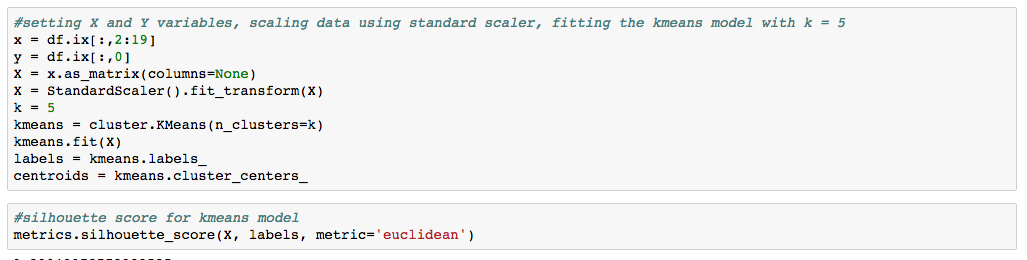 #setting X and Y variables, scaling data using standard scaler, fitting the kmeans model with k = 5
x = df.ix[:,2:19]
y = df.ix[:,0]
X = x.as_matrix(columns=None)
X = StandardScaler().fit_transform(X)
k = 5
kmeans = cluster.KMeans(n_clusters=k)
kmeans.fit(X)
labels = kmeans.labels_
centroids = kmeans.cluster_centers_
#silhouette score for kmeans model
metrics.silhouette_score(X, labels, metric='euclidean')